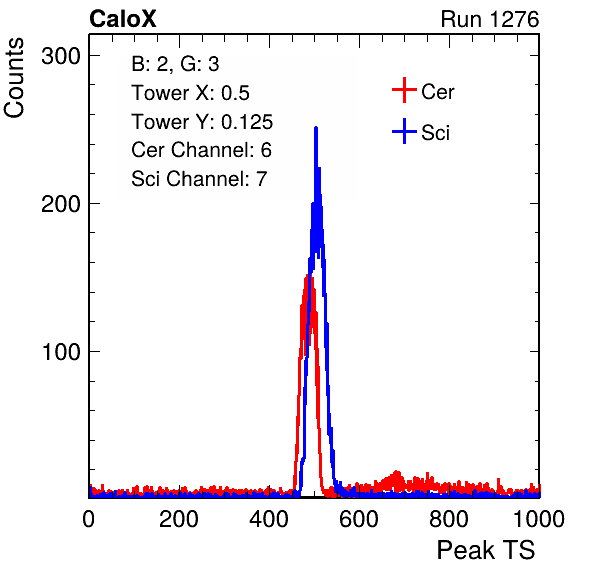 CaloX Run 1276
Counts
300
200
100
B: 2, G: 3
Tower X: 0.5
Tower Y: 0.125
Cer Channel: 6
Sci Channel: 7
Cer
Sci
0 200 400 600 800 1000
Peak TS